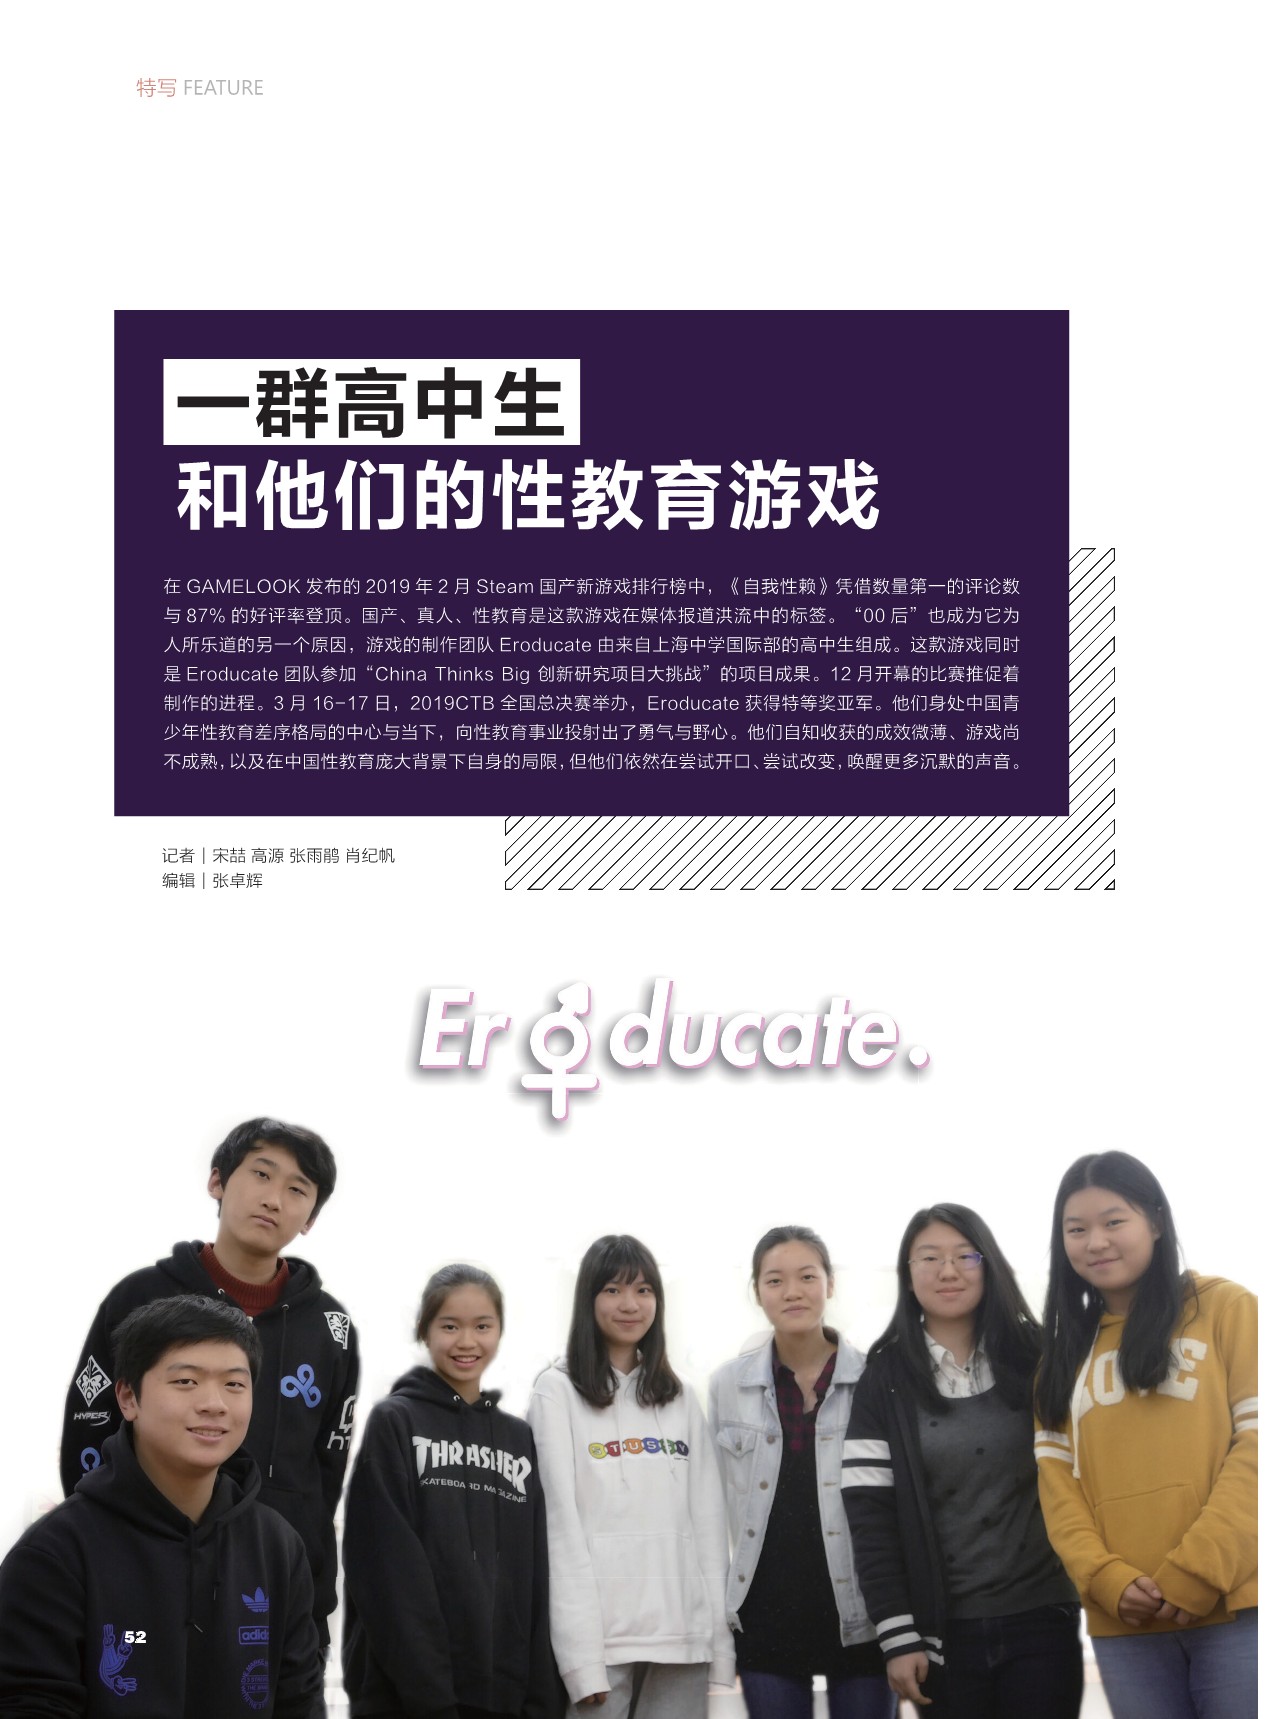 特写 FEATURE
一群高中生
和他们的性教育游戏
在 GAMELOOK 发布的 2019 年 2 月 Steam 国产新游戏排行榜中，《自我性赖》凭借数量第一的评论数
与 87% 的好评率登顶。国产、真人、性教育是这款游戏在媒体报道洪流中的标签。“00 后”也成为它为
人所乐道的另一个原因，游戏的制作团队 Eroducate 由来自上海中学国际部的高中生组成。这款游戏同时
是 Eroducate 团队参加“China Thinks Big 创新研究项目大挑战”的项目成果。12 月开幕的比赛推促着
制作的进程。3 月 16-17 日，2019CTB 全国总决赛举办，Eroducate 获得特等奖亚军。他们身处中国青
少年性教育差序格局的中心与当下，向性教育事业投射出了勇气与野心。他们自知收获的成效微薄、游戏尚
不成熟，以及在中国性教育庞大背景下自身的局限，但他们依然在尝试开口、尝试改变，唤醒更多沉默的声音。
记者｜宋喆 高源 张雨鹃 肖纪帆
编辑｜张卓辉
Eroducate.
HYPER
THRASHER
SKATEBOARD MAGAZINE
STUSSY
adidas
52